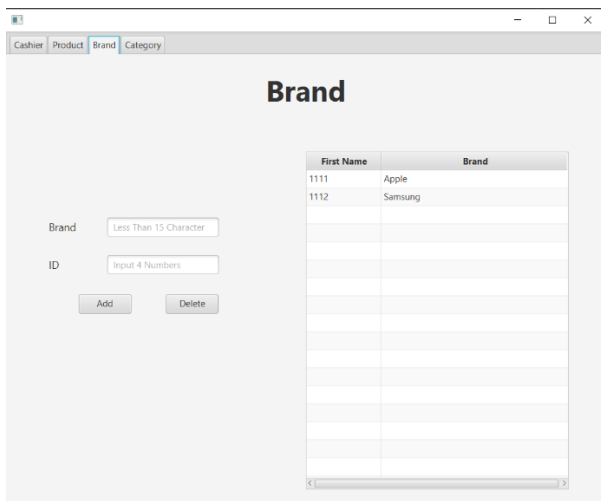 Cashier Product Brand Category
Brand
First Name Brand
1111 Apple
1112 Samsung
Brand Less Than 15 Character
ID Input 4 Numbers
Add Delete